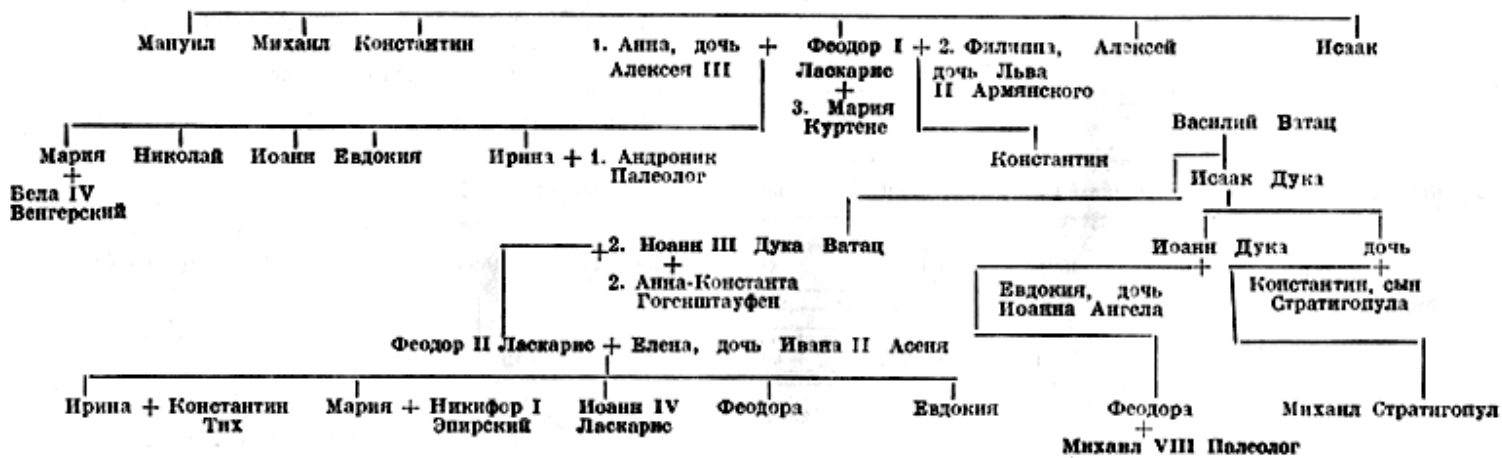 Мануил Михаил Константин 1. Анна, дочь + Феодор I + 2. Филиппа, Алексей Исаак
Алексея III Ласкарис дочь Льва
+ II Армянского
3. Мария
Куртене Василий Ватац
Мария Николай Иоанн Евдокия Ирина + 1. Андроник Константин
+ Палеолог Исаак Дука
Бела IV
Венгерский
+2. Иоанн III Дука Ватац Иоанн Дука дочь
+ + +
2. Анна-Константа Евдокия, дочь Константин, сын
Гогенштауфен Иоанна Ангела Стратигопула
Феодор II Ласкарис + Елена, дочь Ивана II Асеня
Ирина + Константин Мария + Никифор I Иоанн IV Феодора Евдокия Феодора Михаил Стратигопул
Тих Эпирский Ласкарис +
Михаил VIII Палеолог